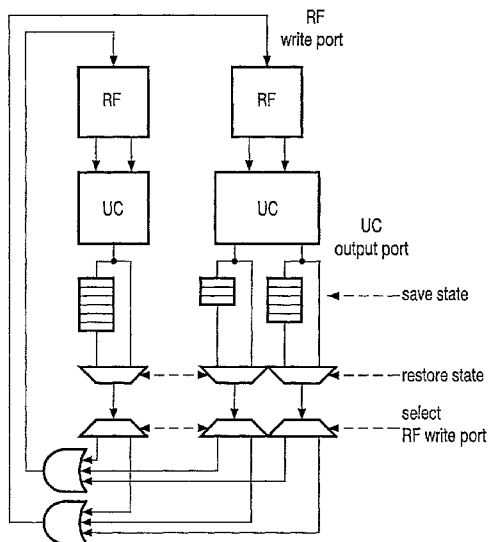 RF
write port
RF
RF
UC
UC
UC
output port
save state
restore state
select
RF write port